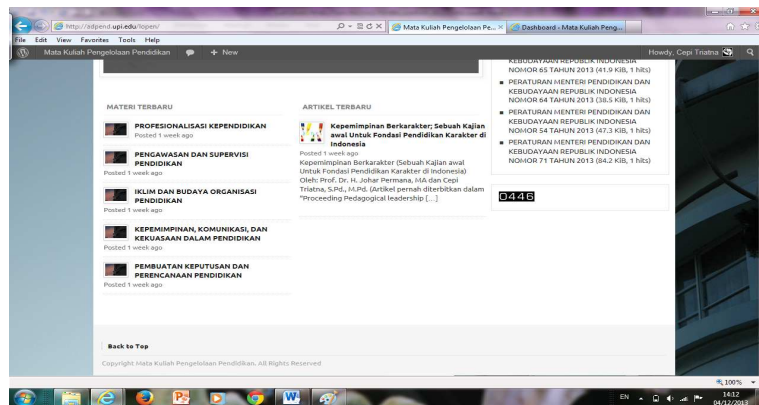 http://adpend.upi.edu/lopen/
Mata Kuliah Pengelolaan Pe...
Dashboard - Mata Kuliah Peng...
File Edit View Favorites Tools Help
Mata Kuliah Pengelolaan Pendidikan + New
Howdy, Cepi Triatna
KEBUDAYAAN REPUBLIK INDONESIA
NOMOR 65 TAHUN 2013 (41.9 KiB, 1 hits)
PERATURAN MENTERI PENDIDIKAN DAN
KEBUDAYAAN REPUBLIK INDONESIA
NOMOR 64 TAHUN 2013 (38.5 KiB, 1 hits)
PERATURAN MENTERI PENDIDIKAN DAN
KEBUDAYAAN REPUBLIK INDONESIA
NOMOR 54 TAHUN 2013 (47.3 KiB, 1 hits)
PERATURAN MENTERI PENDIDIKAN DAN
KEBUDAYAAN REPUBLIK INDONESIA
NOMOR 71 TAHUN 2013 (84.2 KiB, 1 hits)
0446
MATERI TERBARU
PROFESIONALISASI KEPENDIDIKAN
Posted 1 week ago
PENGAWASAN DAN SUPERVISI
PENDIDIKAN
Posted 1 week ago
IKLIM DAN BUDAYA ORGANISASI
PENDIDIKAN
Posted 1 week ago
KEPEMIMPINAN, KOMUNIKASI, DAN
KEKUASAAN DALAM PENDIDIKAN
Posted 1 week ago
PEMBUATAN KEPUTUSAN DAN
PERENCANAAN PENDIDIKAN
Posted 1 week ago
ARTIKEL TERBARU
Kepemimpinan Berkarakter; Sebuah Kajian
awal Untuk Fondasi Pendidikan Karakter di
Indonesia
Posted 1 week ago
Kepemimpinan Berkarakter (Sebuah Kajian awal
Untuk Fondasi Pendidikan Karakter di Indonesia)
Oleh: Prof. Dr. H. Johar Permana, MA dan Cepi
Triatna, S.Pd., M.Pd. (Artikel pernah diterbitkan dalam
"Proceeding Pedagogical leadership [...]
Back to Top
Copyright Mata Kuliah Pengelolaan Pendidikan. All Rights Reserved
100%
EN
14:12
04/12/2013